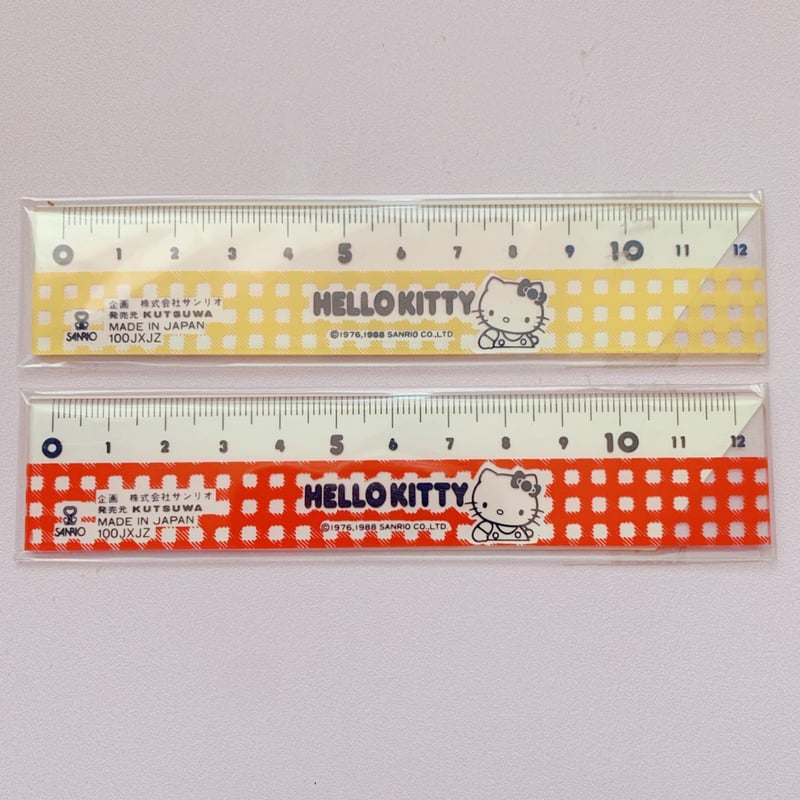 0 1 2 3 4 5 6 7 8 9 10 11 12
HELLO KITTY
©1976,1988 SANRIO CO.,LTD
企画 株式会社サンリオ
発売元 KUTSUWA
MADE IN JAPAN
100JXJZ
SANRIO
0 1 2 3 4 5 6 7 8 9 10 11 12
HELLO KITTY
©1976,1988 SANRIO CO.,LTD.
企画 株式会社サンリオ
発売元 KUTSUWA
MADE IN JAPAN
100JXJZ
SANRIO